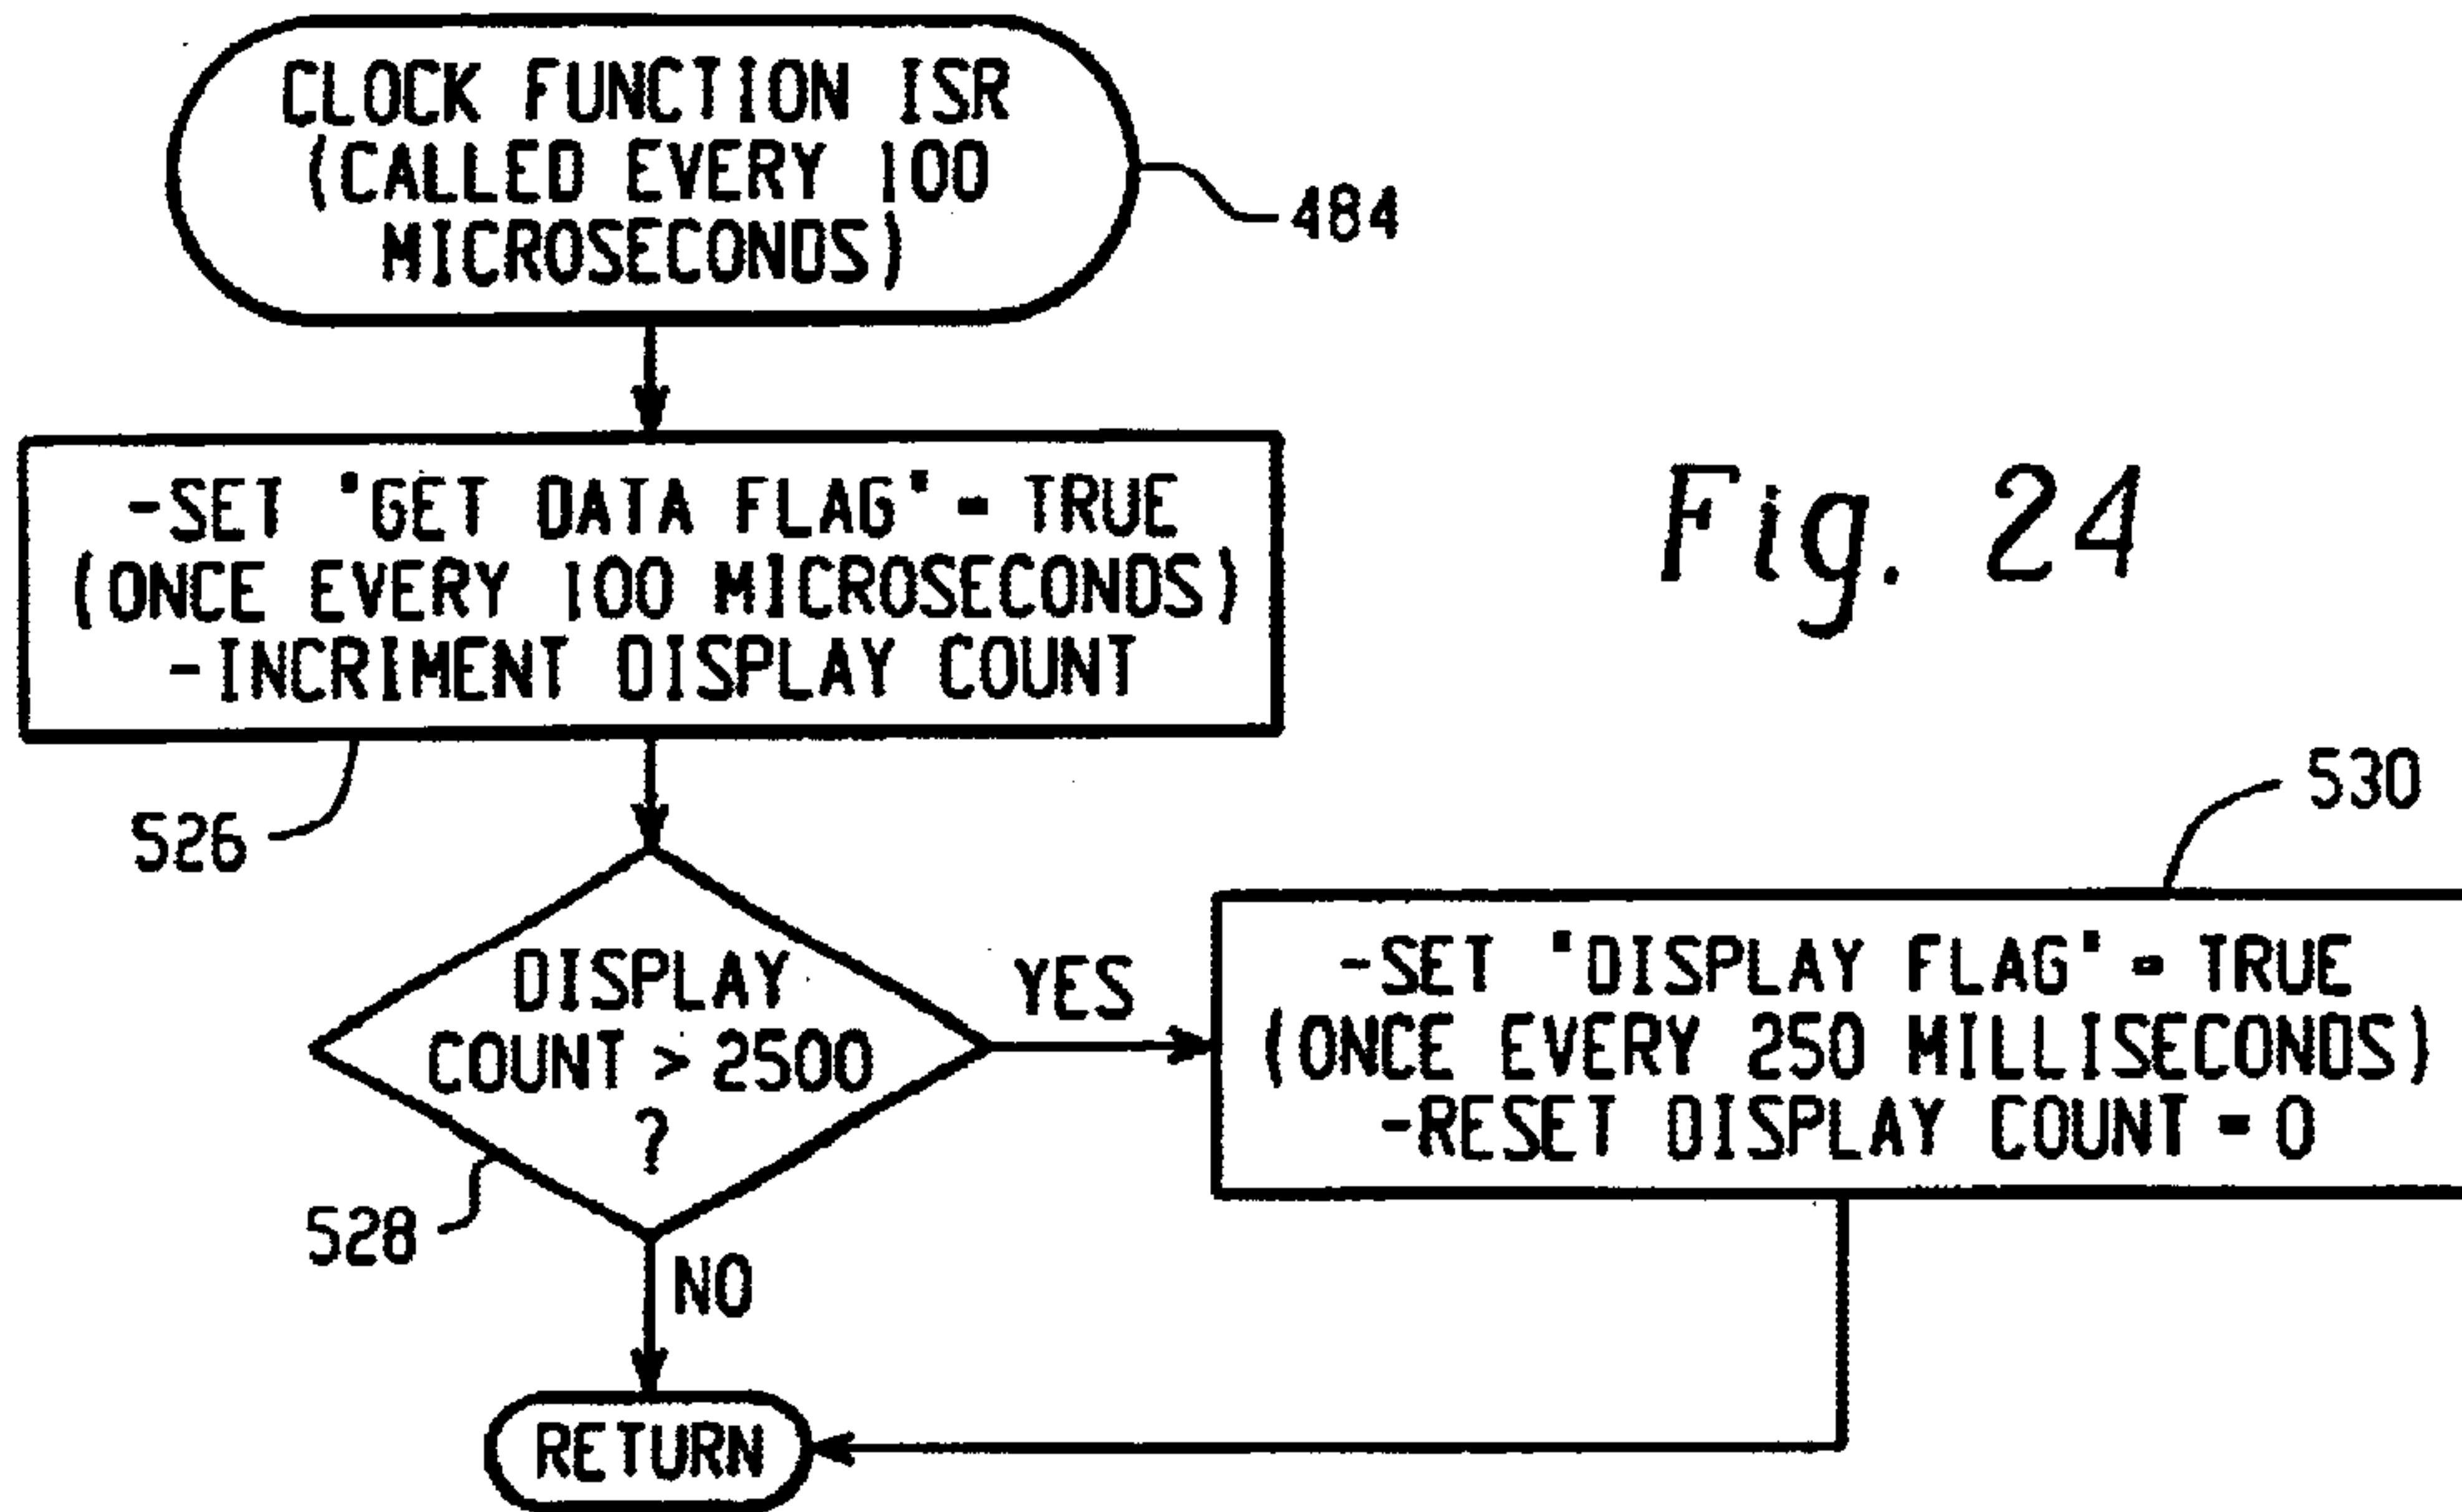 CLOCK FUNCTION ISR
(CALLED EVERY 100
MICROSECONDS)
484
-SET "GET DATA FLAG" = TRUE
(ONCE EVERY 100 MICROSECONDS)
-INCRIMENT DISPLAY COUNT
Fig. 24
526
530
DISPLAY
COUNT > 2500
?
YES
-SET "DISPLAY FLAG" = TRUE
(ONCE EVERY 250 MILLISECONDS)
-RESET DISPLAY COUNT = 0
528
NO
RETURN